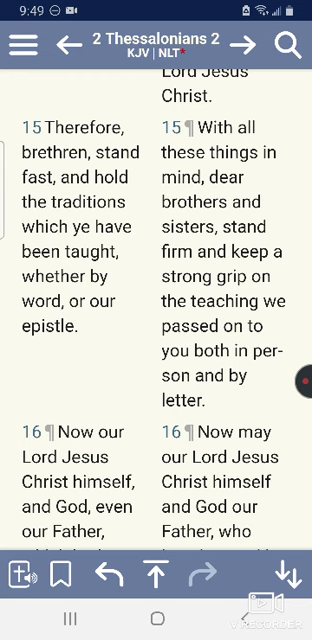 9:49
2 Thessalonians 2
KJV | NLT*
Lord Jesus
Christ.
15 Therefore,
brethren, stand
fast, and hold
the traditions
which ye have
been taught,
whether by
word, or our
epistle.
16 ¶ Now our
Lord Jesus
Christ himself,
and God, even
our Father,
15 ¶ With all
these things in
mind, dear
brothers and
sisters, stand
firm and keep a
strong grip on
the teaching we
passed on to
you both in per-
son and by
letter.
16 ¶ Now may
our Lord Jesus
Christ himself
and God our
Father, who